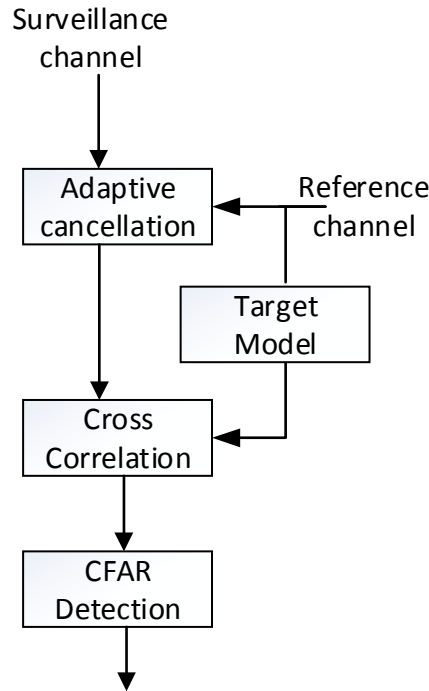 Surveillance
channel
Adaptive
cancellation
Reference
channel
Target
Model
Cross
Correlation
CFAR
Detection